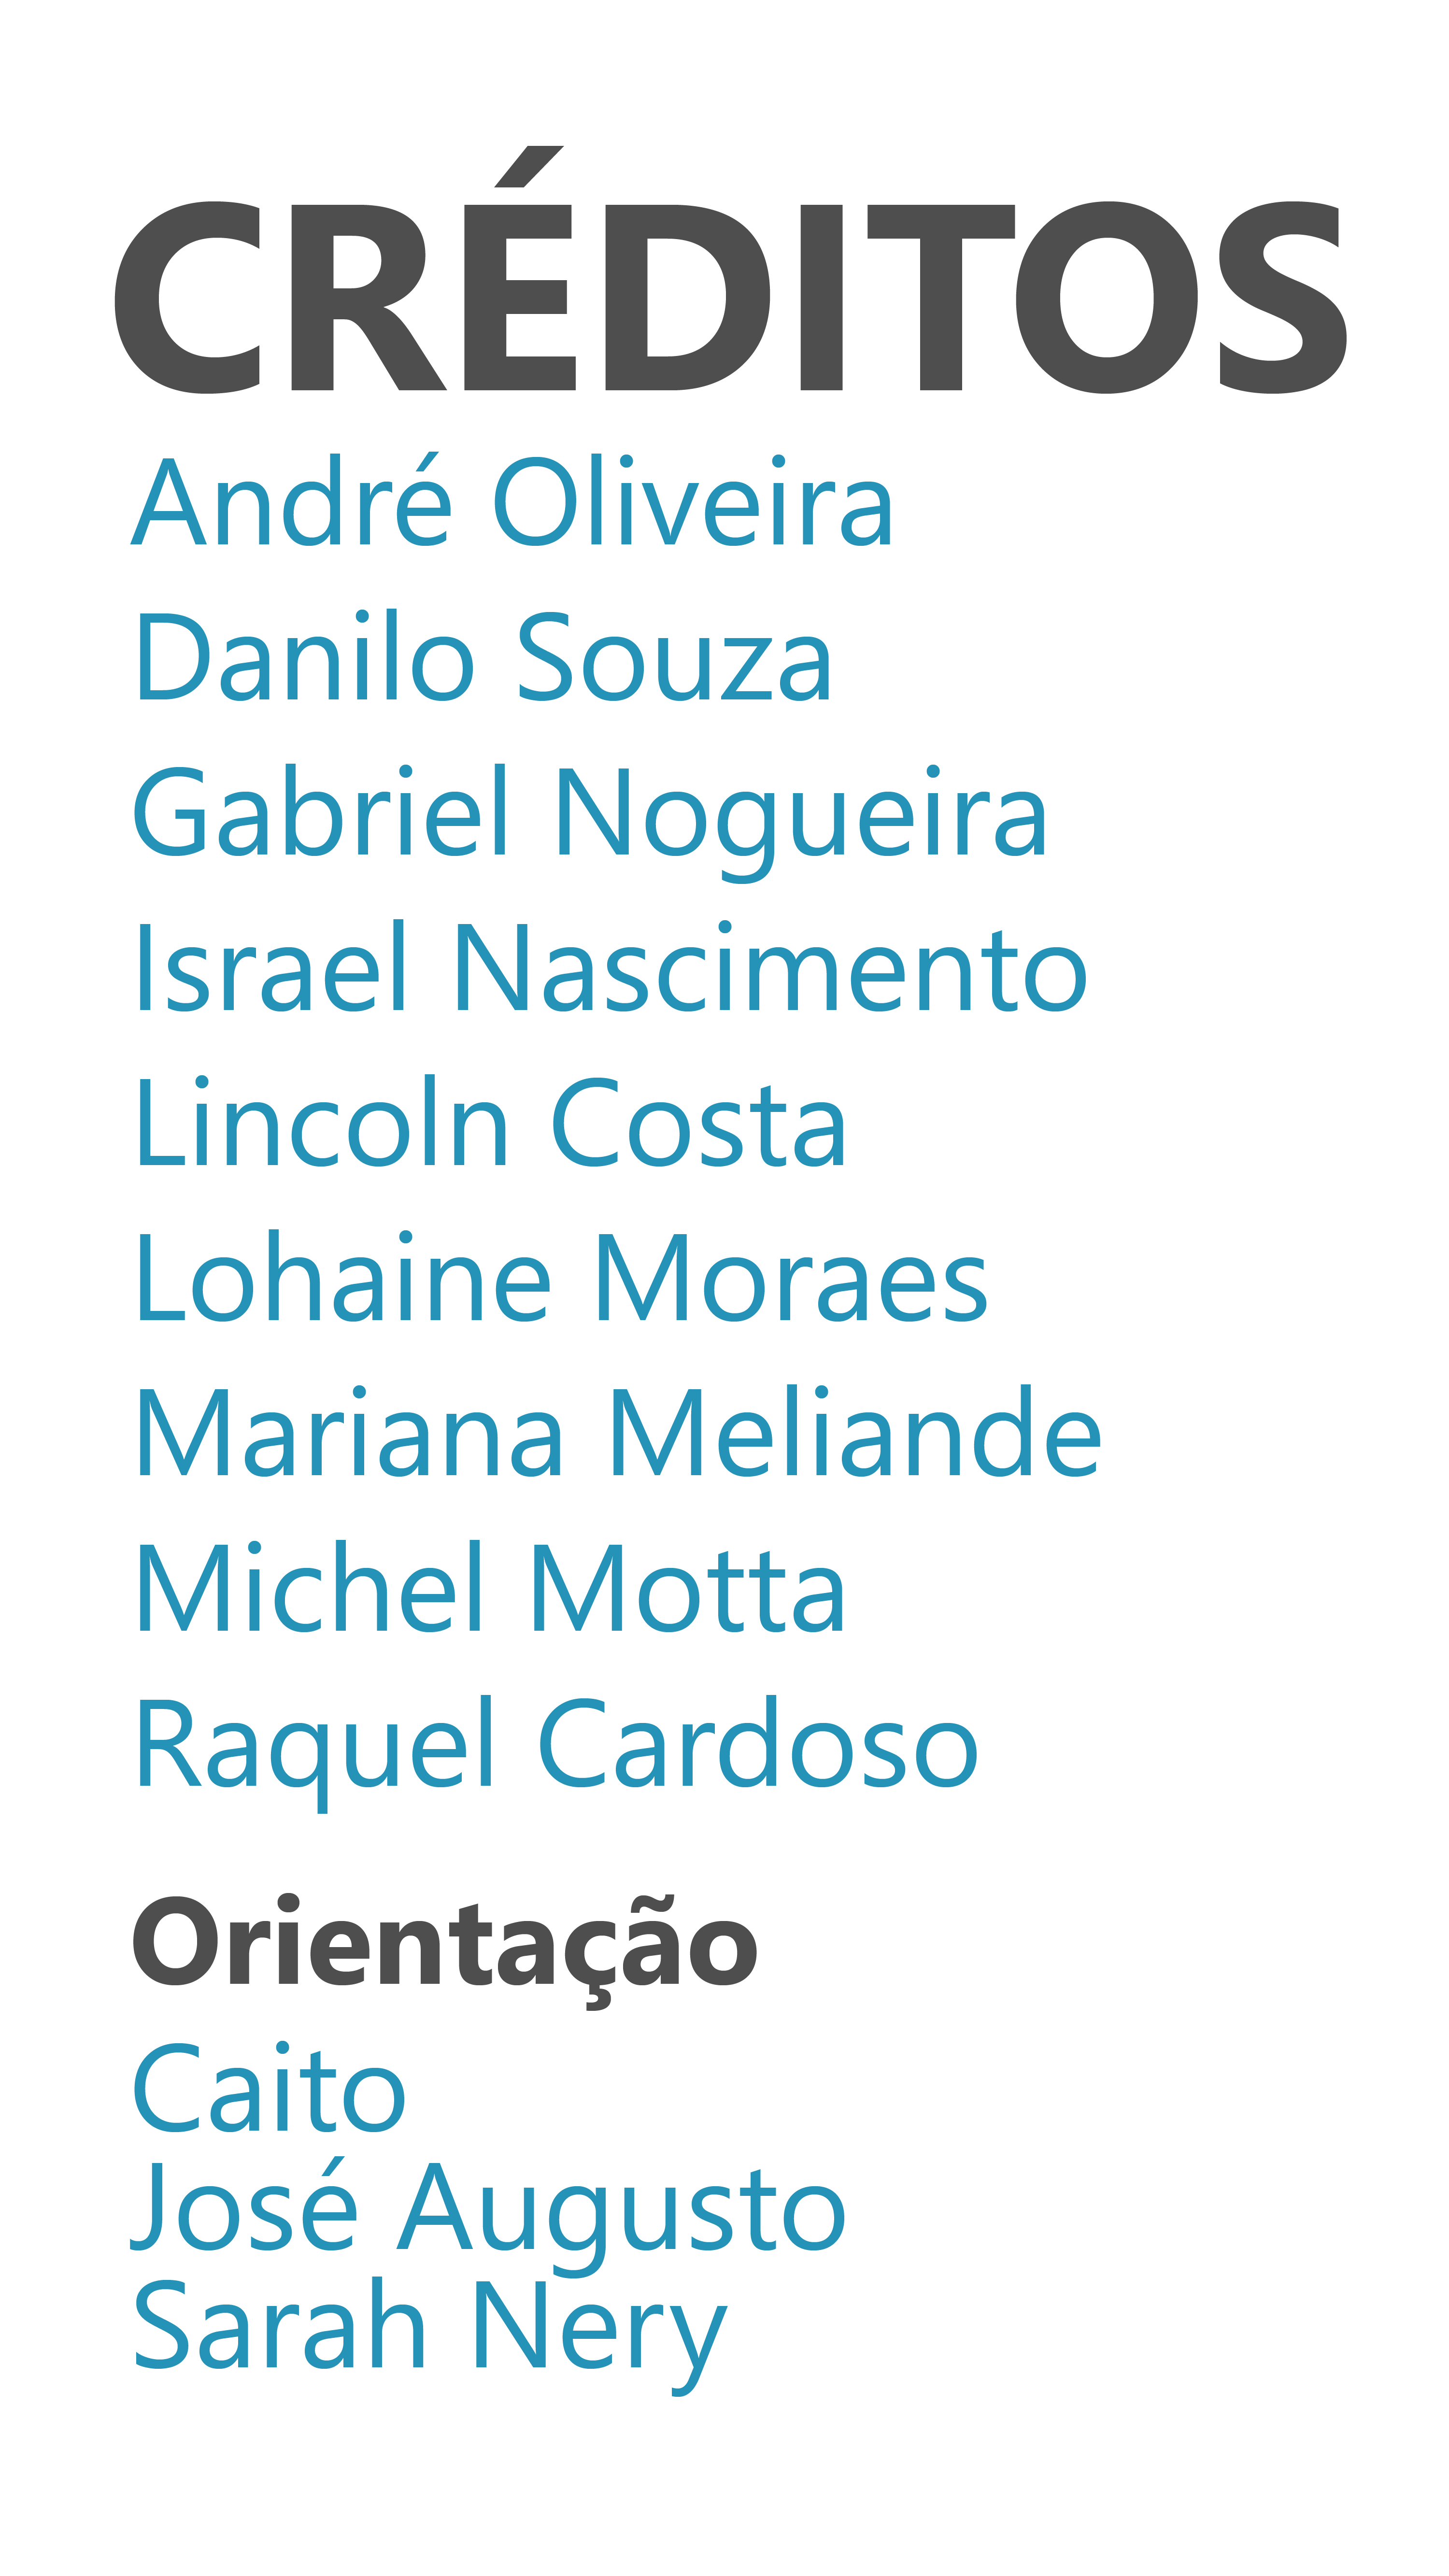 CRÉDITOS
André Oliveira
Danilo Souza
Gabriel Nogueira
Israel Nascimento
Lincoln Costa
Lohaine Moraes
Mariana Meliande
Michel Motta
Raquel Cardoso
Orientação
Caito
José Augusto
Sarah Nery